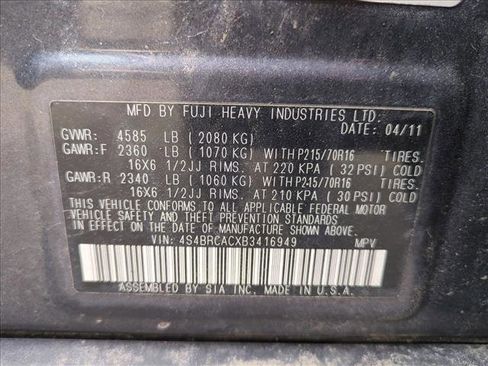 MFD BY FUJI HEAVY INDUSTRIES LTD.
DATE: 04/11
GVWR: 4585 LB ( 2080 KG)
GAWR:F 2360 LB ( 1070 KG) WITH P215/70R16 TIRES.
16X6 1/2JJ RIMS. AT 220 KPA ( 32 PSI) COLD
GAWR:R 2340 LB ( 1060 KG) WITH P215/70R16 TIRES.
16X6 1/2JJ RIMS. AT 210 KPA ( 30 PSI) COLD
THIS VEHICLE CONFORMS TO ALL APPLICABLE FEDERAL MOTOR
VEHICLE SAFETY AND THEFT PREVENTION STANDARDS
IN EFFECT ON THE DATE OF MANUFACTURE SHOWN ABOVE.
VIN: 4S4BRCACXB3416949 MPV
ASSEMBLED BY SIA INC. MADE IN U.S.A.